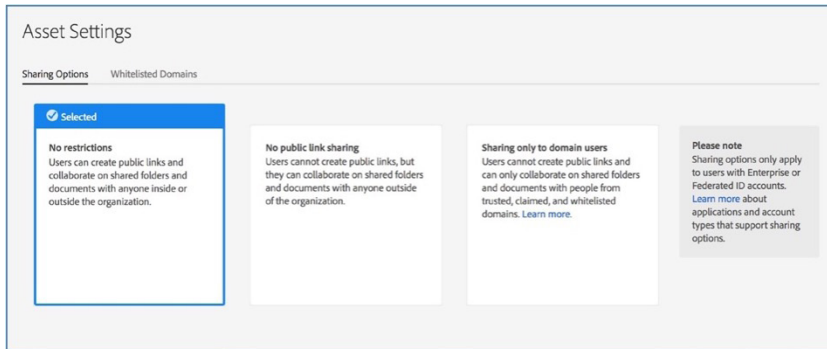 Asset Settings
Sharing Options Whitelisted Domains
Selected
No restrictions
Users can create public links and
collaborate on shared folders and
documents with anyone inside or
outside the organization.
No public link sharing
Users cannot create public links, but
they can collaborate on shared folders
and documents with anyone outside
of the organization.
Sharing only to domain users
Users cannot create public links and
can only collaborate on shared folders
and documents with people from
trusted, claimed, and whitelisted
domains. Learn more.
Please note
Sharing options only apply
to users with Enterprise or
Federated ID accounts.
Learn more about
applications and account
types that support sharing
options.